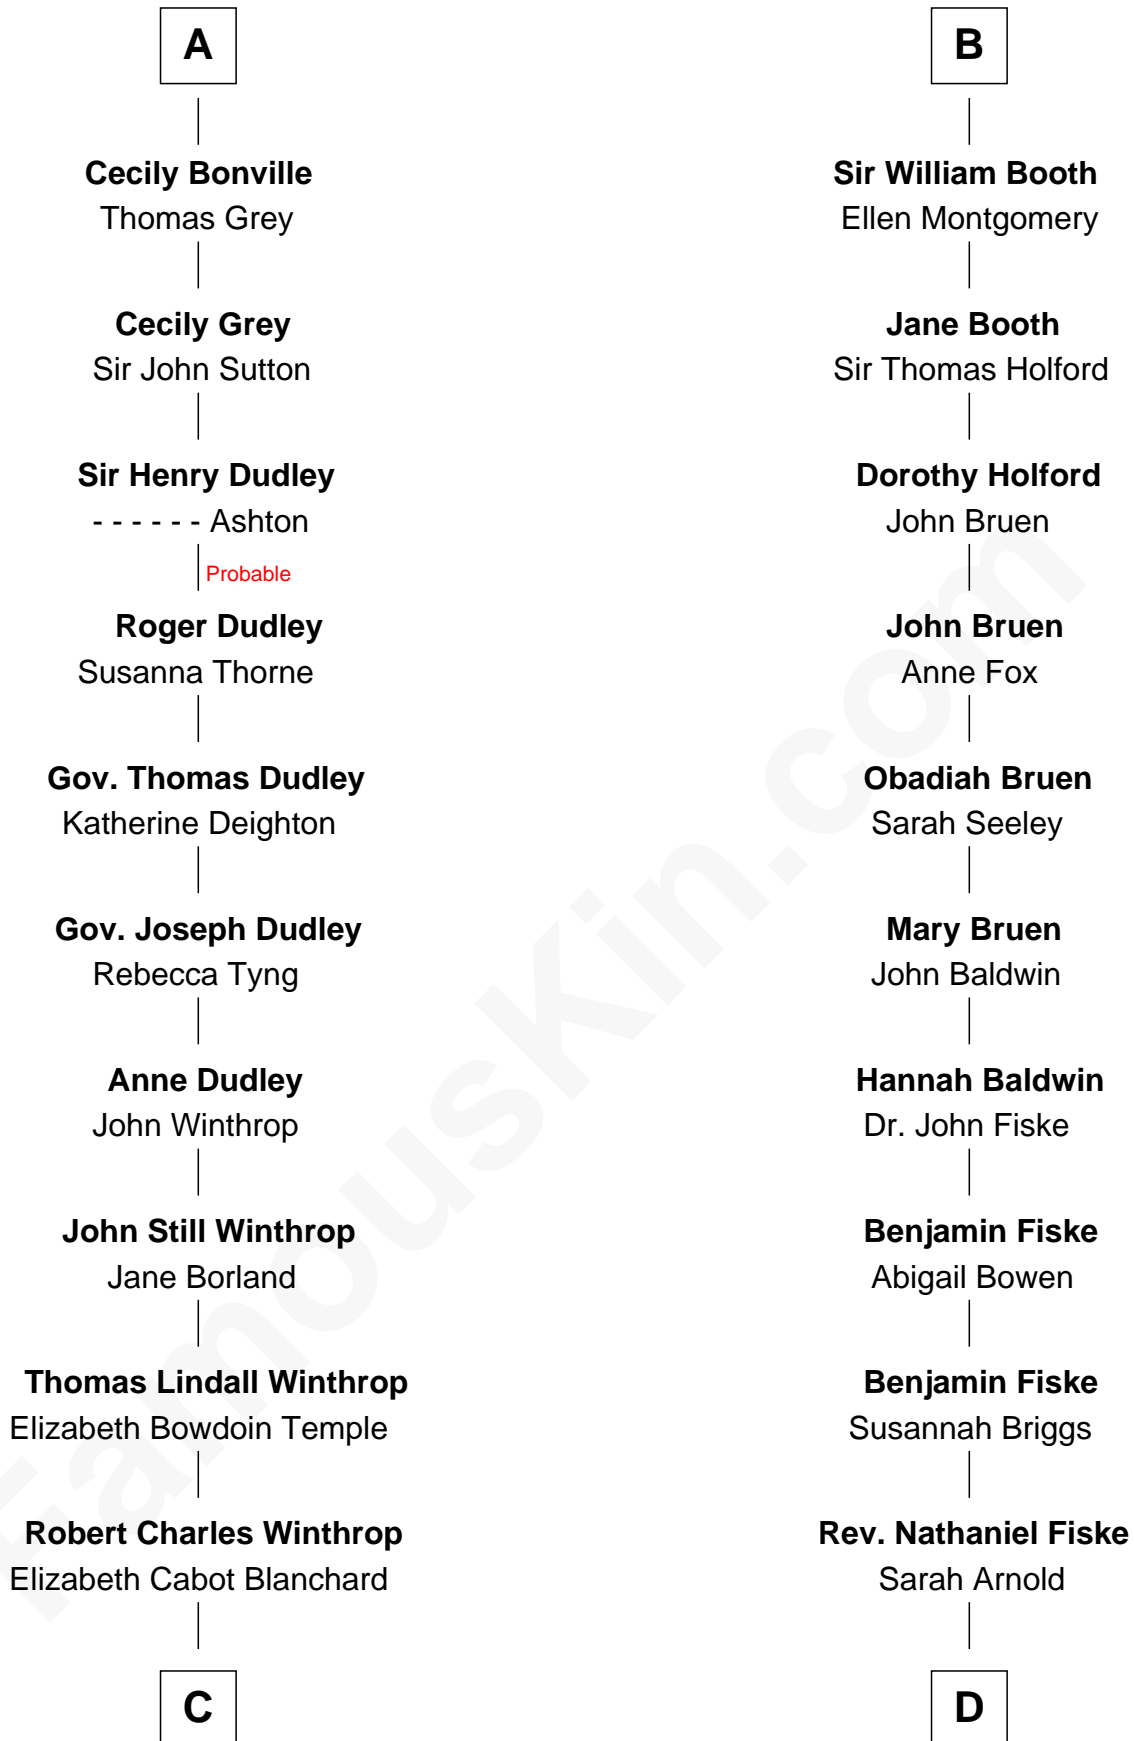 A
Cecily Bonville
Thomas Grey
Cecily Grey
Sir John Sutton
Sir Henry Dudley
- - - - - - Ashton
Probable
Roger Dudley
Susanna Thorne
Gov. Thomas Dudley
Katherine Deighton
Gov. Joseph Dudley
Rebecca Tyng
Anne Dudley
John Winthrop
John Still Winthrop
Jane Borland
Thomas Lindall Winthrop
Elizabeth Bowdoin Temple
Robert Charles Winthrop
Elizabeth Cabot Blanchard
C
B
Sir William Booth
Ellen Montgomery
Jane Booth
Sir Thomas Holford
Dorothy Holford
John Bruen
John Bruen
Anne Fox
Obadiah Bruen
Sarah Seeley
Mary Bruen
John Baldwin
Hannah Baldwin
Dr. John Fiske
Benjamin Fiske
Abigail Bowen
Benjamin Fiske
Susannah Briggs
Rev. Nathaniel Fiske
Sarah Arnold
D
FamousKin.com